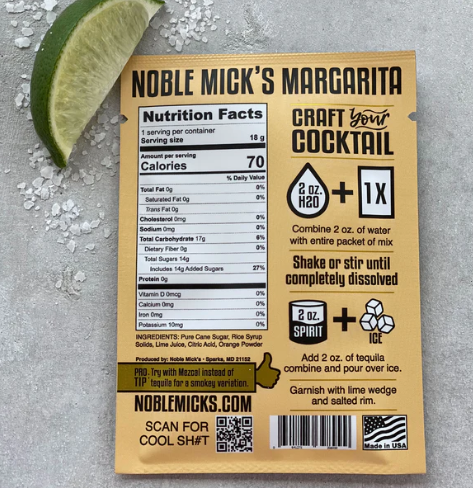 NOBLE MICK'S MARGARITA
Nutrition Facts
1 serving per container
Serving size 18 g
Amount per serving
Calories 70
% Daily Value
Total Fat 0g 0%
Saturated Fat 0g 0%
Trans Fat 0g
Cholesterol 0mg 0%
Sodium 0mg 0%
Total Carbohydrate 17g 6%
Dietary Fiber 0g 0%
Total Sugars 14g
Includes 14g Added Sugars 27%
Protein 0g
Vitamin D 0mcg 0%
Calcium 0mg 0%
Iron 0mg 0%
Potassium 10mg 0%
INGREDIENTS: Pure Cane Sugar, Rice Syrup
Solids, Lime Juice, Citric Acid, Orange Powder
Produced by: Noble Mick's • Sparks, MD 21152
PRO TIP: Try with Mezcal instead of
tequila for a smokey variation.
NOBLEMICKS.COM
SCAN FOR
COOL SH#T
CRAFT your
COCKTAIL
2 oz.
H2O
+
1X
Combine 2 oz. of water
with entire packet of mix
Shake or stir until
completely dissolved
2 oz.
SPIRIT
+
ICE
Add 2 oz. of tequila
combine and pour over ice.
Garnish with lime wedge
and salted rim.
Made in USA